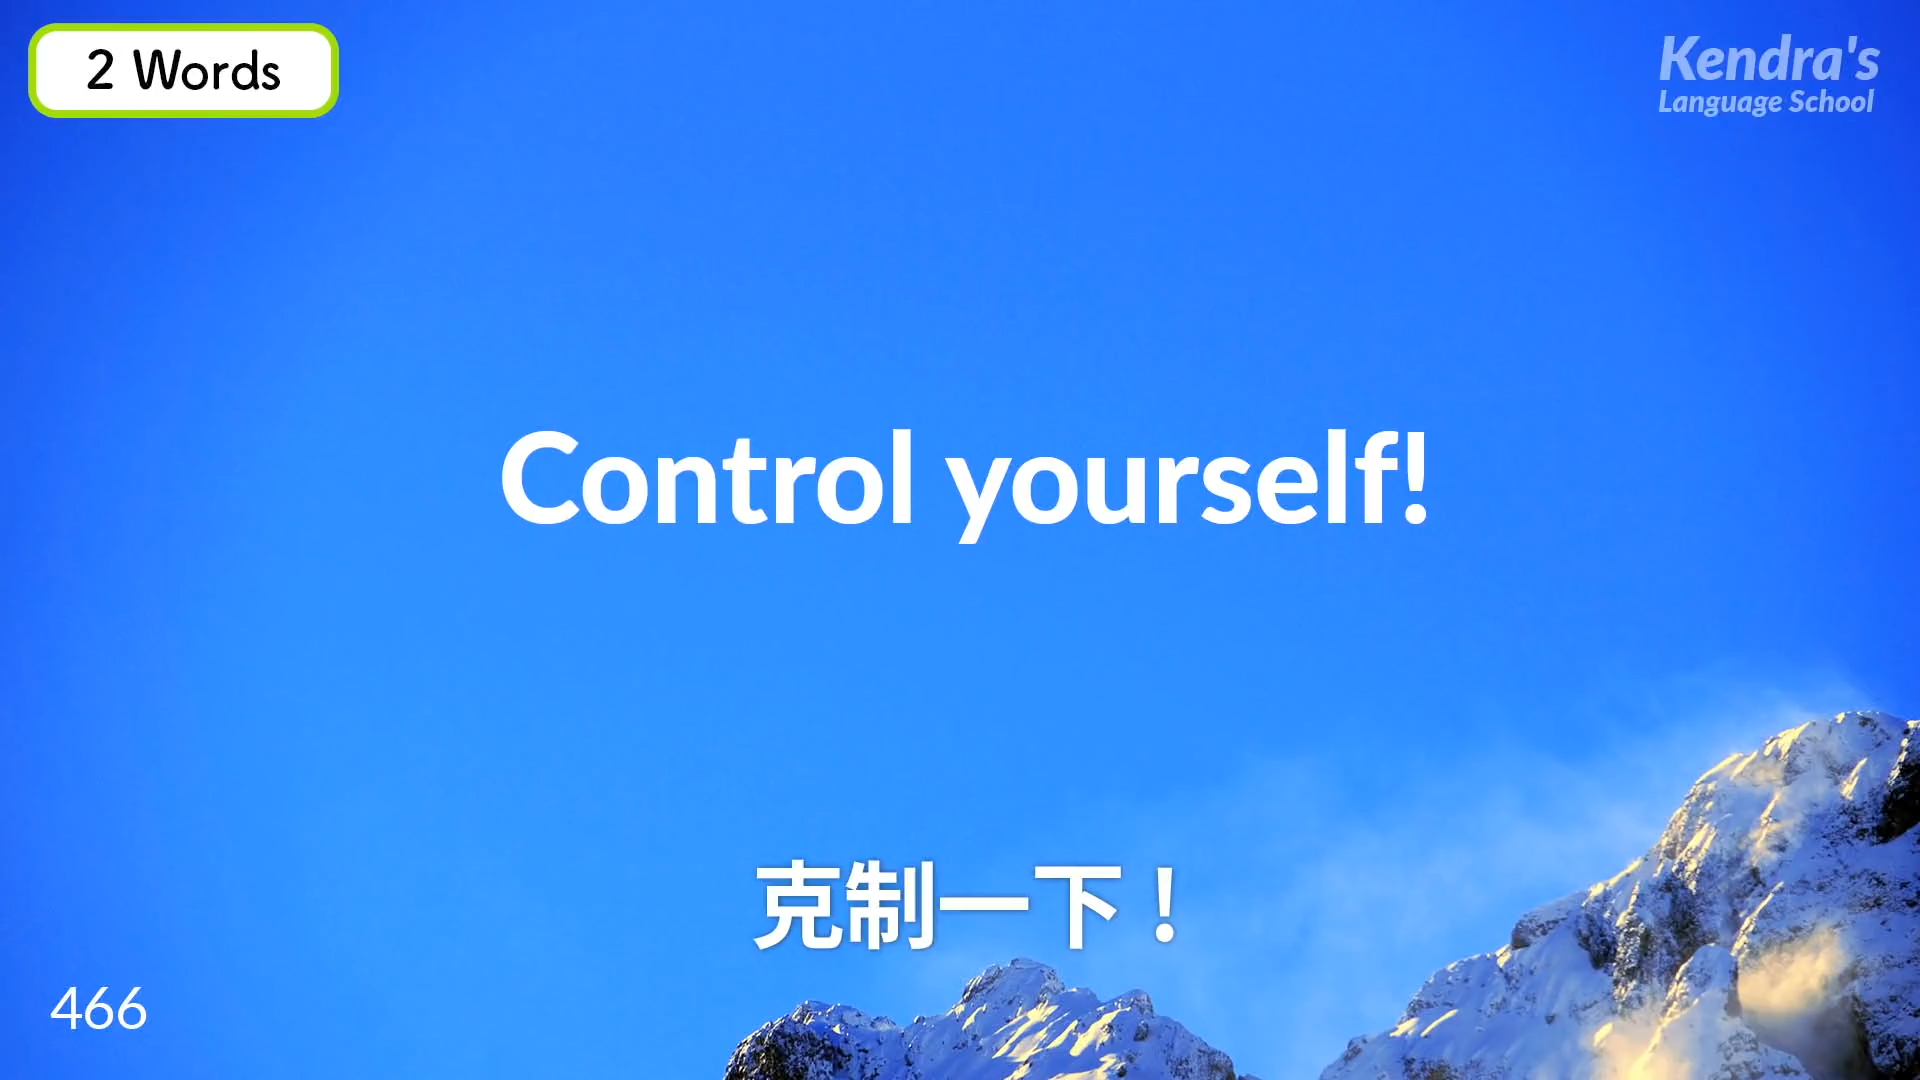 2 Words
Kendra's
Language School
Control yourself!
克制一下！
466